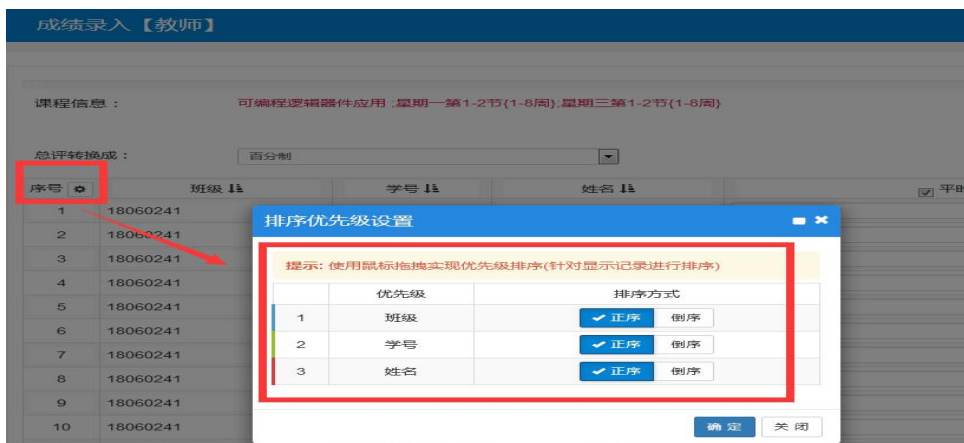 成绩录入【教师】
课程信息： 可编程逻辑器件应用 ;星期一第1-2节{1-8周};星期三第1-2节{1-8周}
总评转换成： 百分制
序号 班级 学号 姓名 平时
1 18060241
2 18060241
3 18060241
4 18060241
5 18060241
6 18060241
7 18060241
8 18060241
9 18060241
10 18060241
排序优先级设置
提示: 使用鼠标拖拽实现优先级排序(针对显示记录进行排序)
优先级 排序方式
1 班级 正序 倒序
2 学号 正序 倒序
3 姓名 正序 倒序
确 定 关 闭